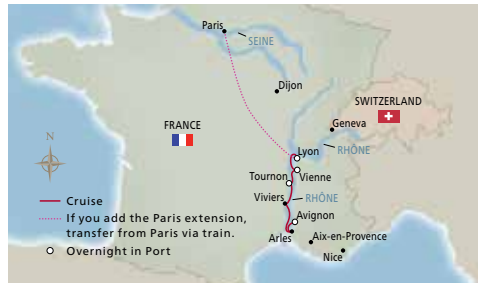 Paris
SEINE
Dijon
SWITZERLAND
FRANCE
Geneva
Lyon
RHÔNE
N
Tournon
Vienne
Viviers
RHÔNE
Cruise
Avignon
If you add the Paris extension,
transfer from Paris via train.
Arles
Aix-en-Provence
Overnight in Port
Nice